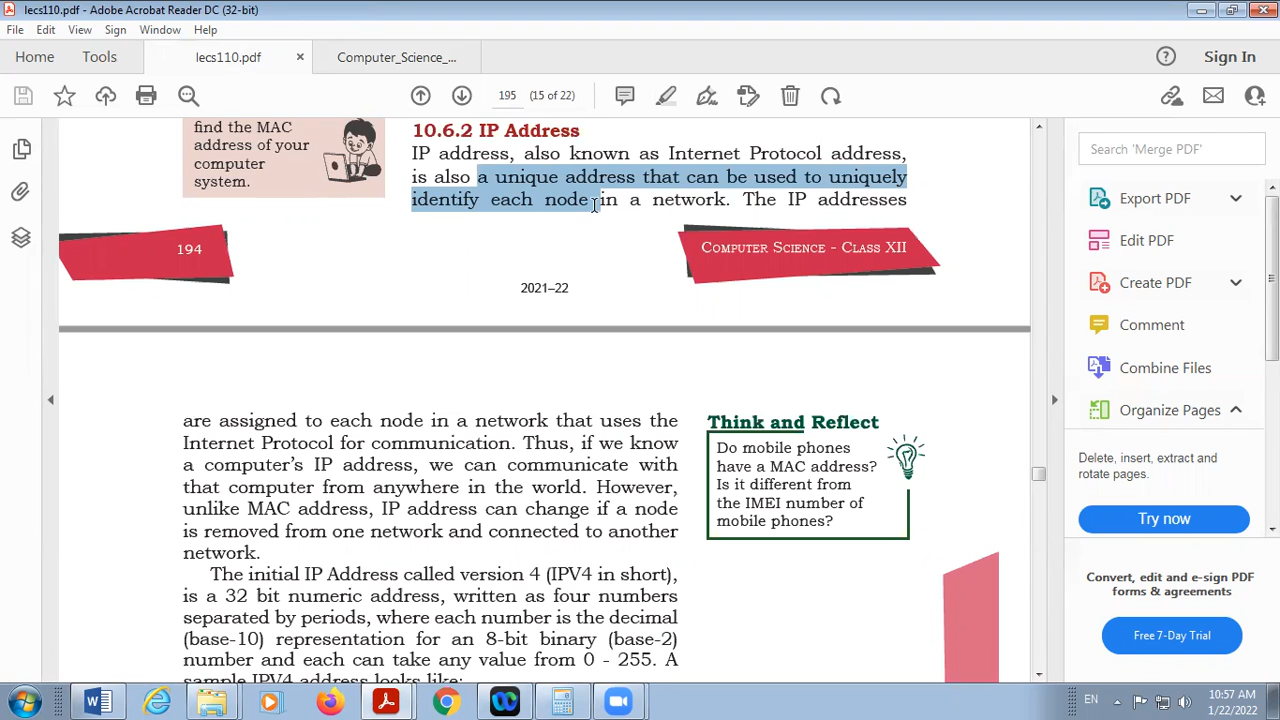 lecs110.pdf - Adobe Acrobat Reader DC (32-bit)
File Edit View Sign Window Help
Home Tools lecs110.pdf × Computer_Science_... Sign In
195 (15 of 22)
find the MAC
address of your
computer
system.
10.6.2 IP Address
IP address, also known as Internet Protocol address,
is also a unique address that can be used to uniquely
identify each node in a network. The IP addresses
194
Computer Science - Class XII
2021–22
are assigned to each node in a network that uses the
Internet Protocol for communication. Thus, if we know
a computer's IP address, we can communicate with
that computer from anywhere in the world. However,
unlike MAC address, IP address can change if a node
is removed from one network and connected to another
network.
The initial IP Address called version 4 (IPV4 in short),
is a 32 bit numeric address, written as four numbers
separated by periods, where each number is the decimal
(base-10) representation for an 8-bit binary (base-2)
number and each can take any value from 0 - 255. A
sample IPV4 address looks like:
Think and Reflect
Do mobile phones
have a MAC address?
Is it different from
the IMEI number of
mobile phones?
Search 'Merge PDF'
Export PDF
Edit PDF
Create PDF
Comment
Combine Files
Organize Pages
Delete, insert, extract and
rotate pages.
Try now
Convert, edit and e-sign PDF
forms & agreements
Free 7-Day Trial
EN
10:57 AM
1/22/2022